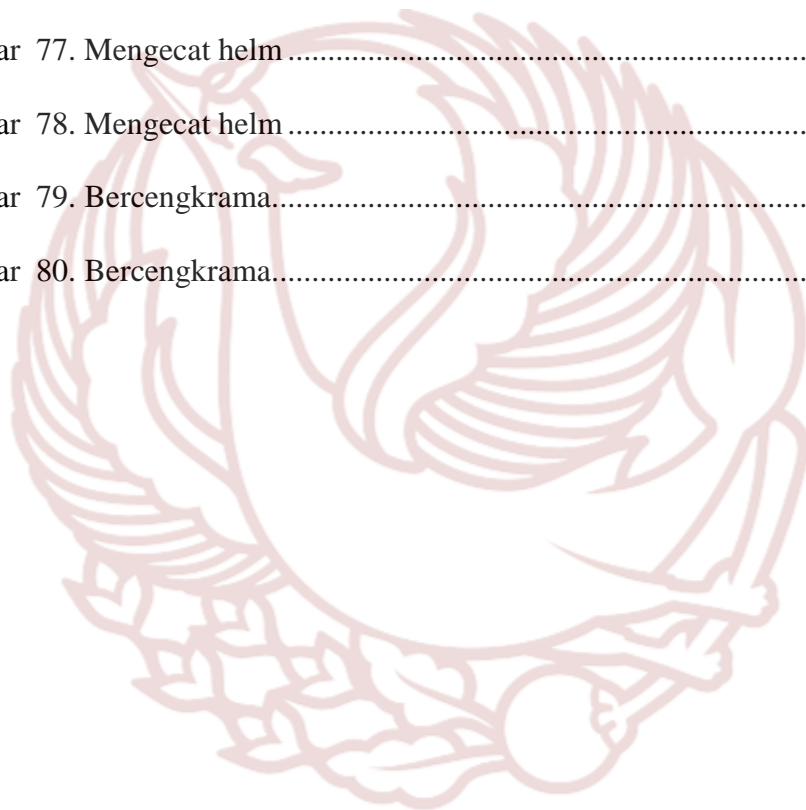 ar 77. Mengecat helm ................................................................
ar 78. Mengecat helm ................................................................
ar 79. Bercengkrama..................................................................
ar 80. Bercengkrama..................................................................